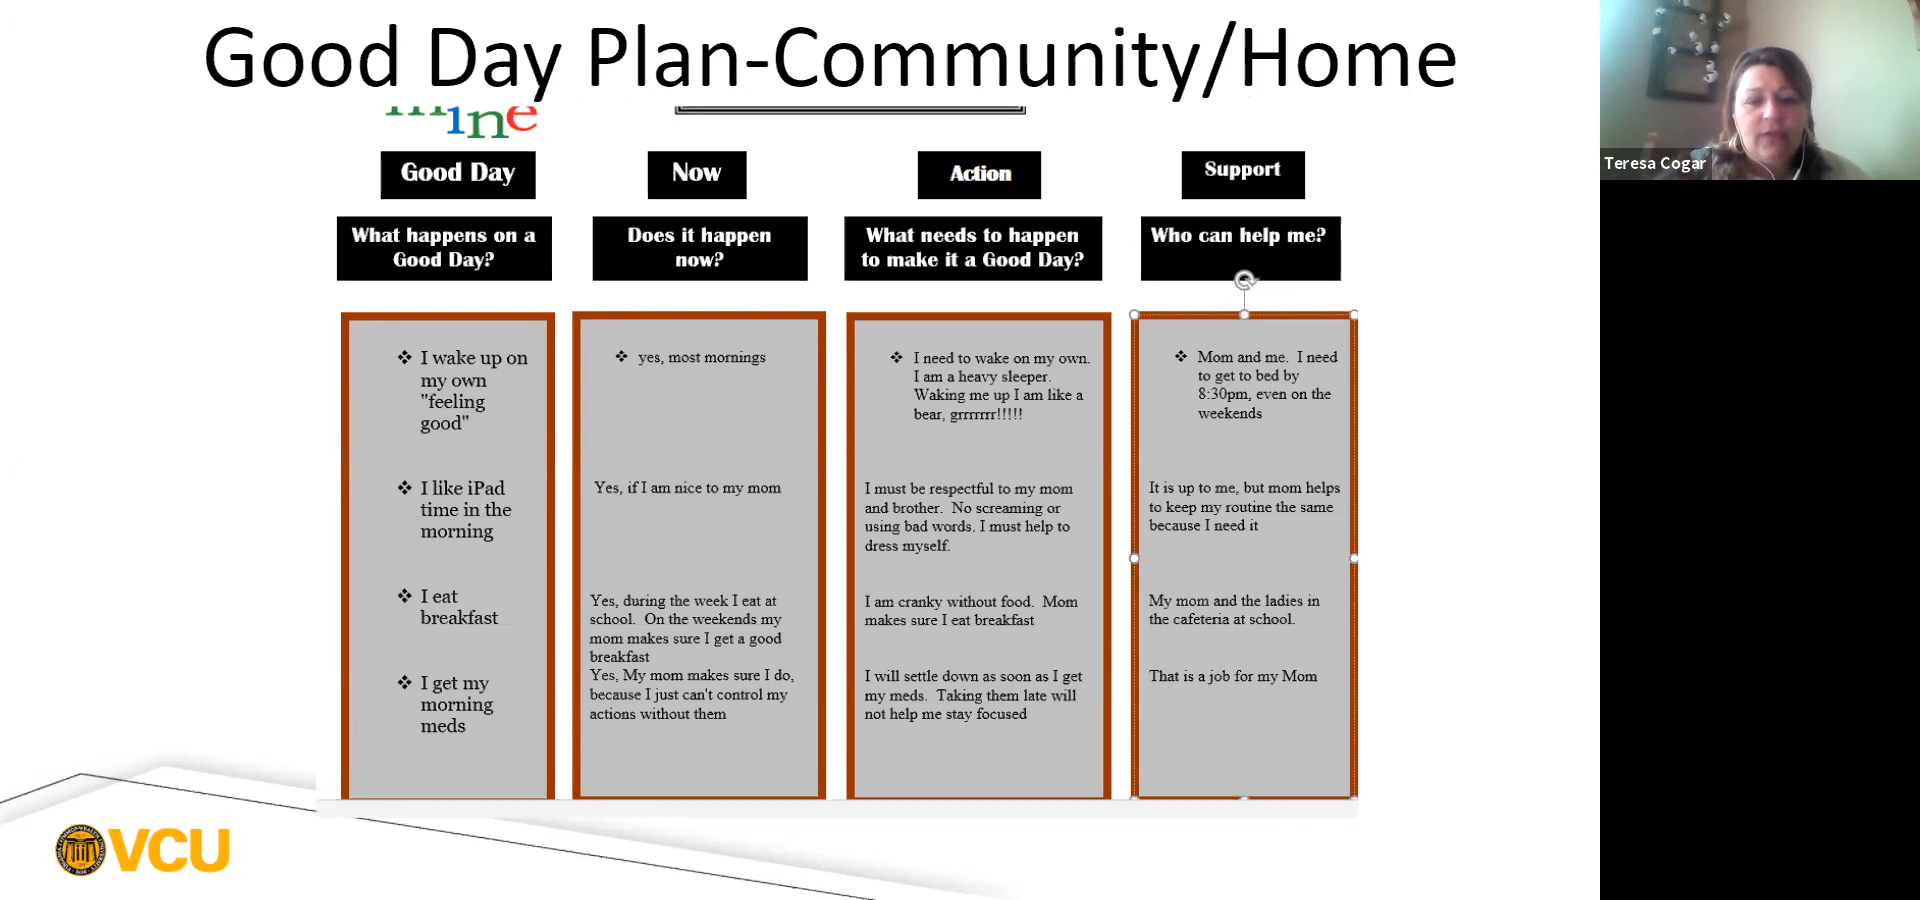 Good Day Plan-Community/Home
Teresa Cogar
Good Day
Now
Action
Support
What happens on a
Good Day?
Does it happen
now?
What needs to happen
to make it a Good Day?
Who can help me?
❖ I wake up on
my own
"feeling
good"
❖ I like iPad
time in the
morning
❖ I eat
breakfast
❖ I get my
morning
meds
❖ yes, most mornings
Yes, if I am nice to my mom
Yes, during the week I eat at
school.  On the weekends my
mom makes sure I get a good
breakfast
Yes, My mom makes sure I do,
because I just can't control my
actions without them
❖ I need to wake on my own.
I am a heavy sleeper.
Waking me up I am like a
bear, grrrrrrr!!!!!
I must be respectful to my mom
and brother.  No screaming or
using bad words. I must help to
dress myself.
I am cranky without food.  Mom
makes sure I eat breakfast
I will settle down as soon as I get
my meds.  Taking them late will
not help me stay focused
❖ Mom and me.  I need
to get to bed by
8:30pm, even on the
weekends
It is up to me, but mom helps
to keep my routine the same
because I need it
My mom and the ladies in
the cafeteria at school.
That is a job for my Mom
VCU